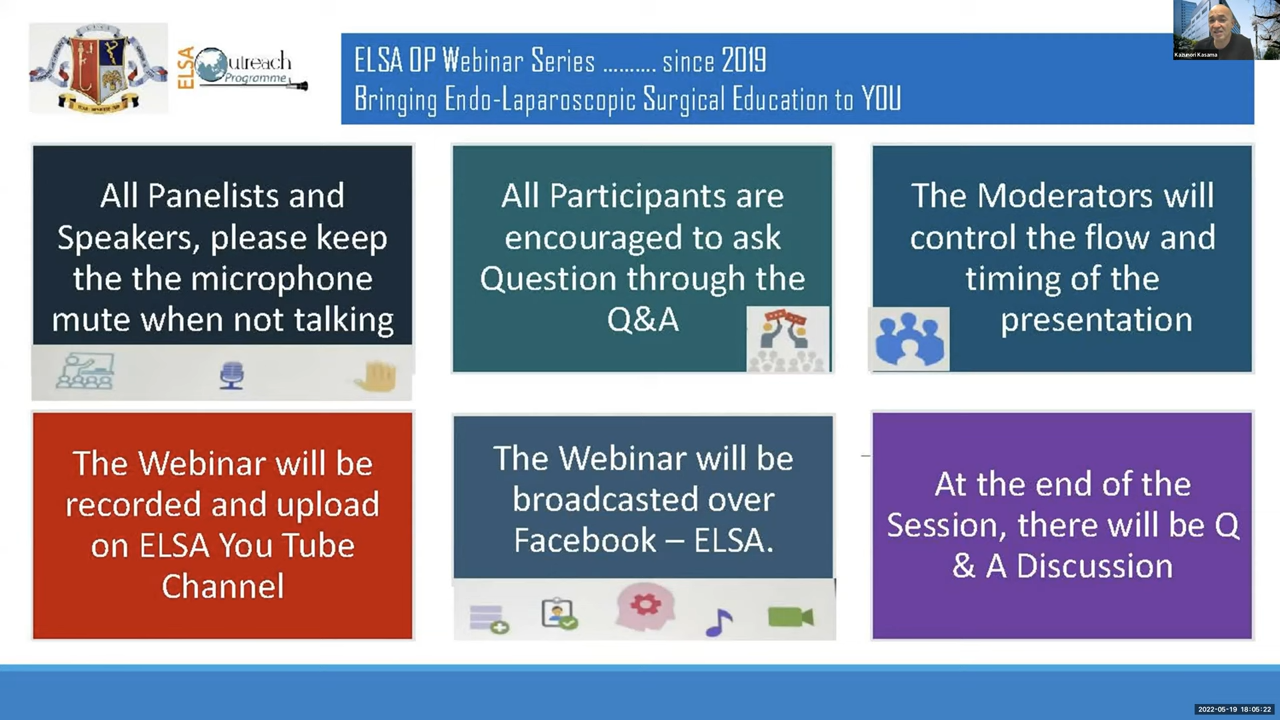 ELSA
Outreach
Programme
ELSA OP Webinar Series .......... since 2019
Bringing Endo-Laparoscopic Surgical Education to YOU
Kazunori Kasama
All Panelists and
Speakers, please keep
the the microphone
mute when not talking
All Participants are
encouraged to ask
Question through the
Q&A
The Moderators will
control the flow and
timing of the
presentation
The Webinar will be
recorded and upload
on ELSA You Tube
Channel
The Webinar will be
broadcasted over
Facebook – ELSA.
At the end of the
Session, there will be Q
& A Discussion
2022-05-19 18:05:22